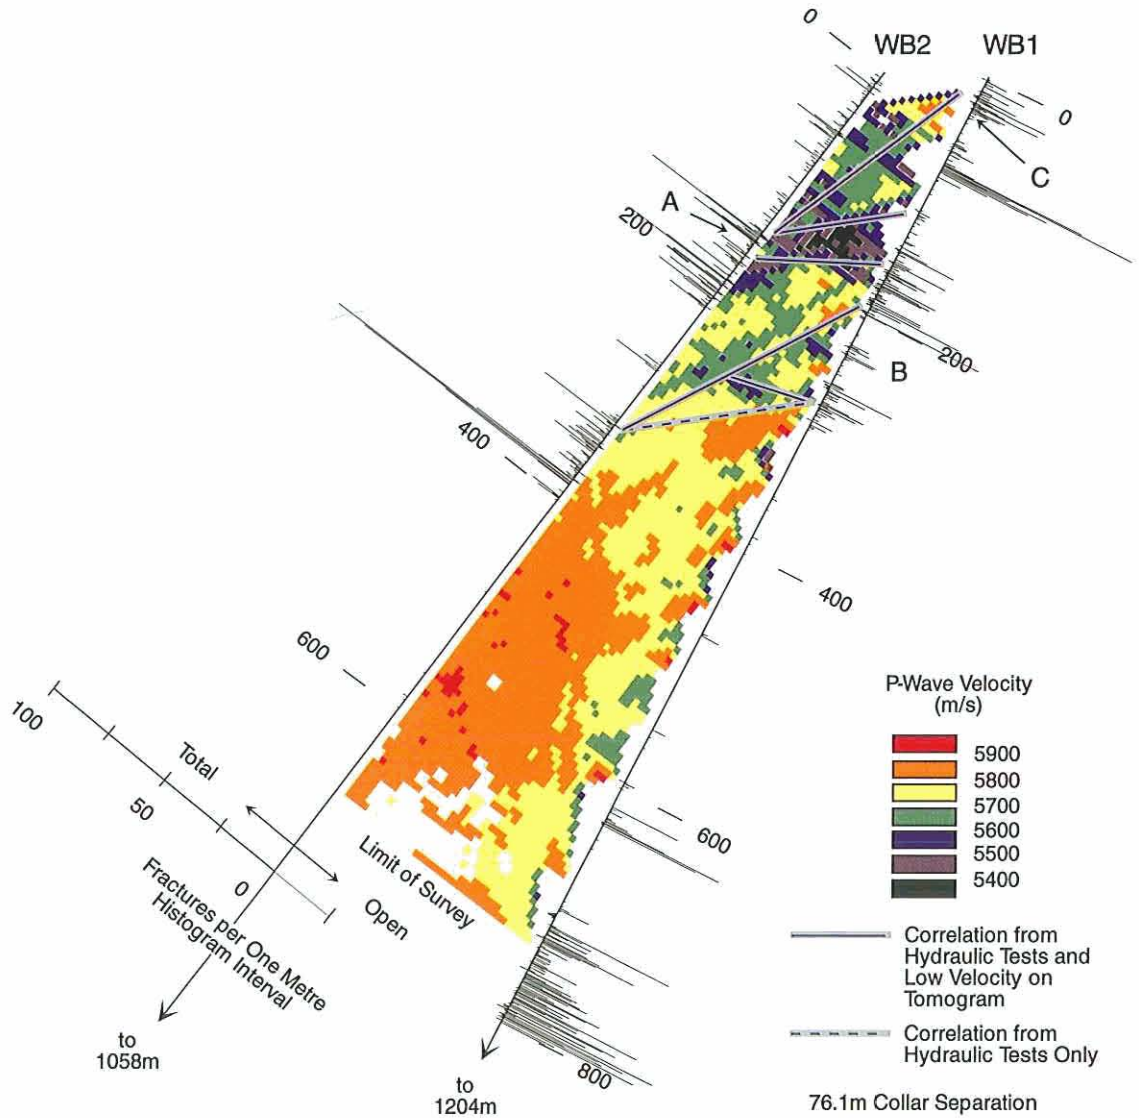 0
WB2
WB1
0
C
A
200
B
200
400
400
600
600
100
Total
50
0
Open
Limit of Survey
Fractures per One Metre
Histogram Interval
to
1058m
to
1204m
800
P-Wave Velocity
(m/s)
5900
5800
5700
5600
5500
5400
Correlation from
Hydraulic Tests and
Low Velocity on
Tomogram
Correlation from
Hydraulic Tests Only
76.1m Collar Separation